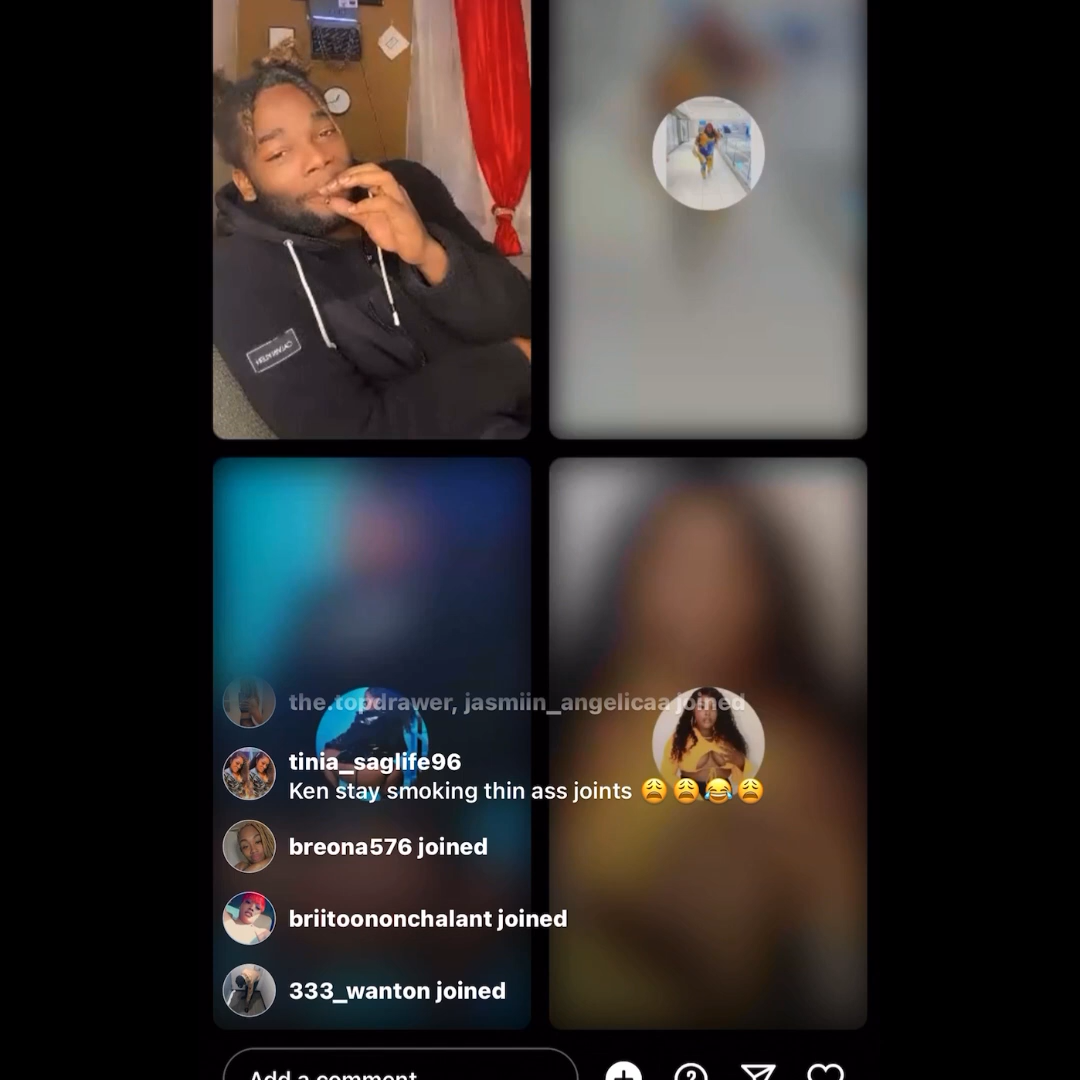 the.topdrawer, jasmiin_angelicaa joined
tinia_saglife96
Ken stay smoking thin ass joints 😩😩😂😩
breona576 joined
briitoononchalant joined
333_wanton joined
Add a comment